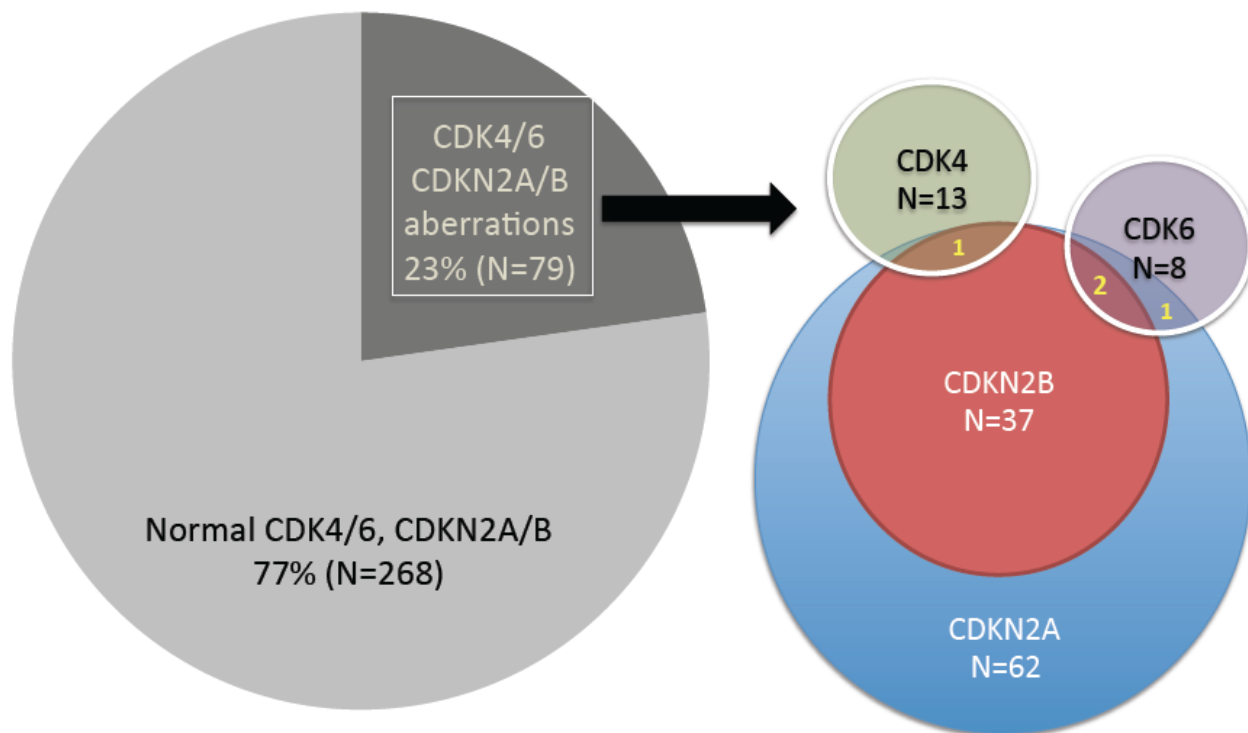 CDK4/6
CDKN2A/B
aberrations
23% (N=79)
Normal CDK4/6, CDKN2A/B
77% (N=268)
CDK4
N=13
1
CDK6
N=8
2
1
CDKN2B
N=37
CDKN2A
N=62